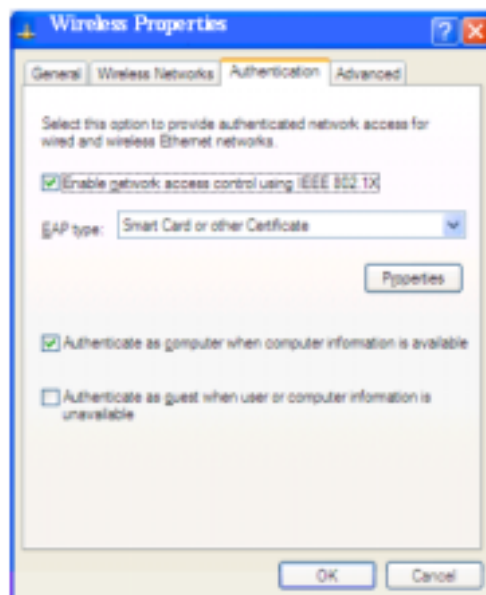 Wireless Properties
General Wireless Networks Authentication Advanced
Select this option to provide authenticated network access for
wired and wireless Ethernet networks.
Enable network access control using IEEE 802.1X
EAP type: Smart Card or other Certificate
Properties
Authenticate as computer when computer information is available
Authenticate as guest when user or computer information is
unavailable
OK Cancel